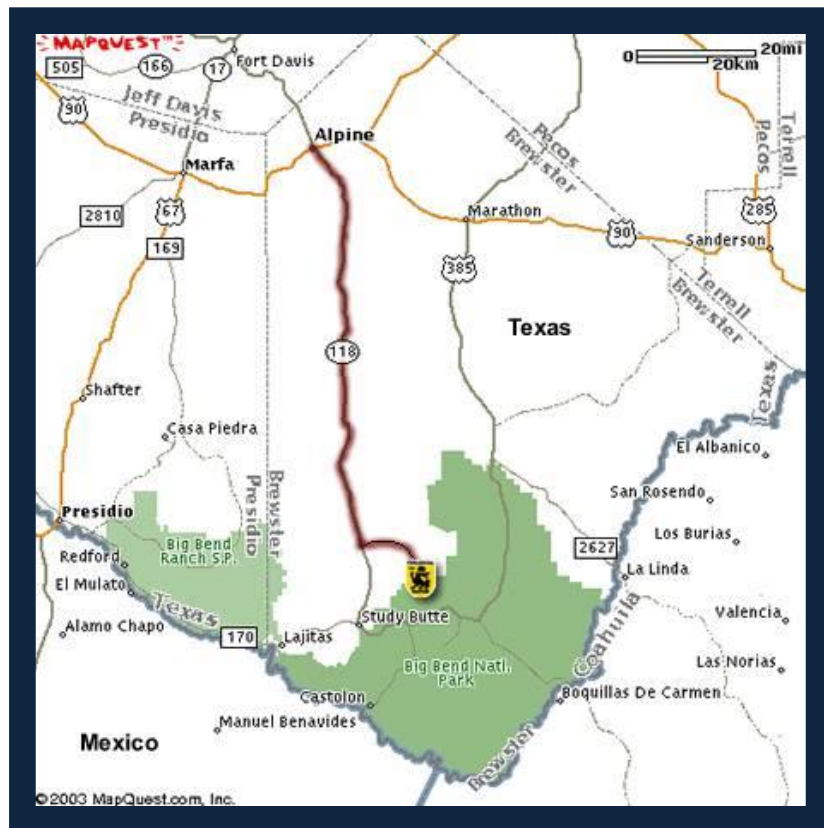 MAPQUEST™
Fort Davis
0 20mi
20km
505
166
17
90
Jeff Davis
Presidio
Alpine
Pecos
Brewster
Pecos
Terrell
Marfa
2810
67
169
Marathon
90
285
Sanderson
385
Terrell
Brewster
Texas
118
Texas
Shafter
Casa Piedra
El Albanico
Presidio
Brewster
San Rosendo
Presidio
Big Bend
Ranch S.P.
Los Burias
2627
Redford
El Mulato
La Linda
Texas
Study Butte
Valencia
Alamo Chapo
170
Lajitas
Coahuila
Big Bend Natl.
Park
Las Norias
Castolon
Boquillas De Carmen
Manuel Benavides
Mexico
Brewster
©2003 MapQuest.com, Inc.